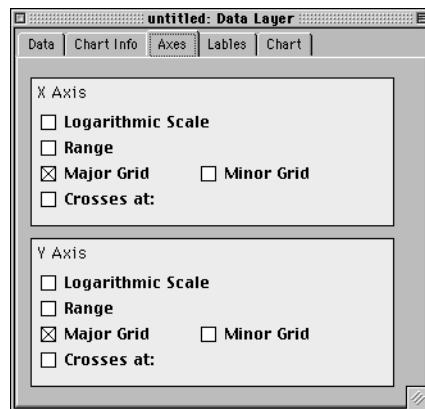 untitled: Data Layer
Data Chart Info Axes Lables Chart
X Axis
Logarithmic Scale
Range
Major Grid Minor Grid
Crosses at:
Y Axis
Logarithmic Scale
Range
Major Grid Minor Grid
Crosses at: